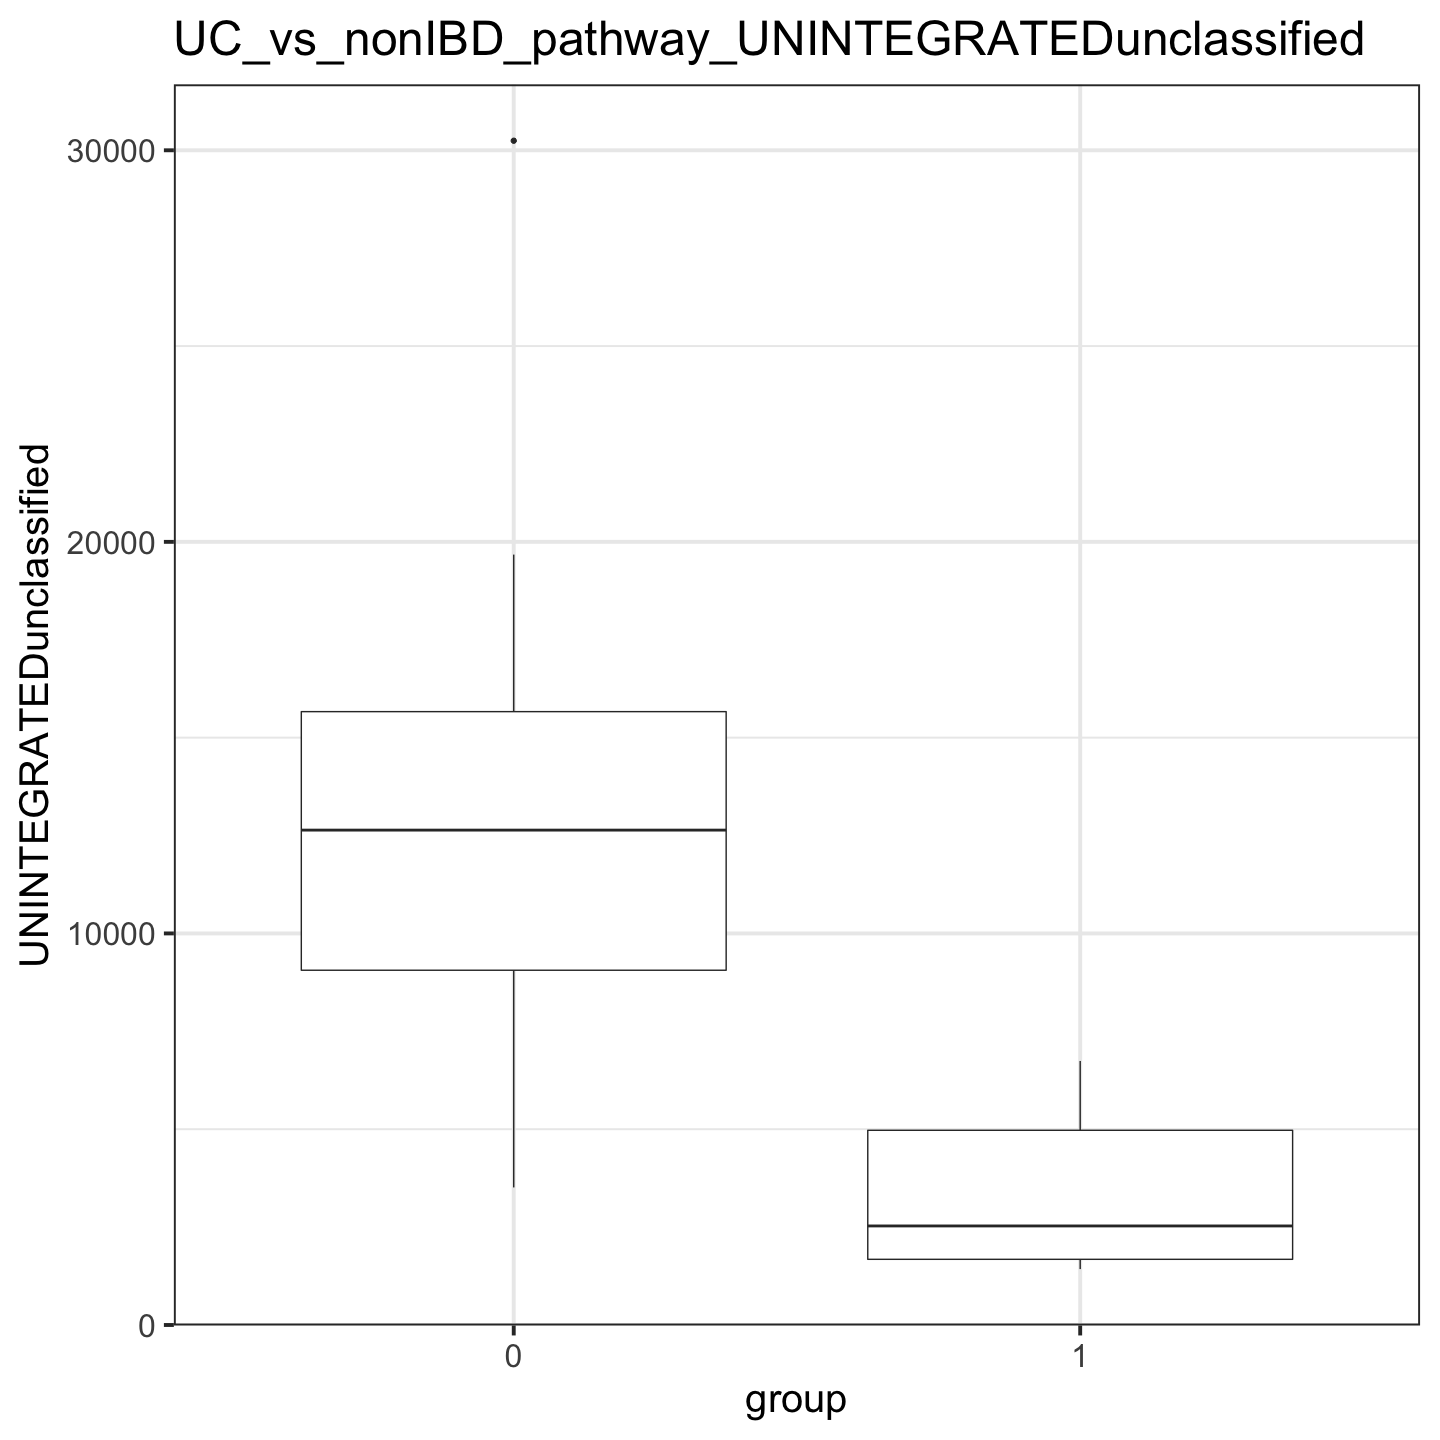 UC_vs_nonIBD_pathway_UNINTEGRATEDunclassified
30000
20000
10000
0
UNINTEGRATEDunclassified
0 1
group